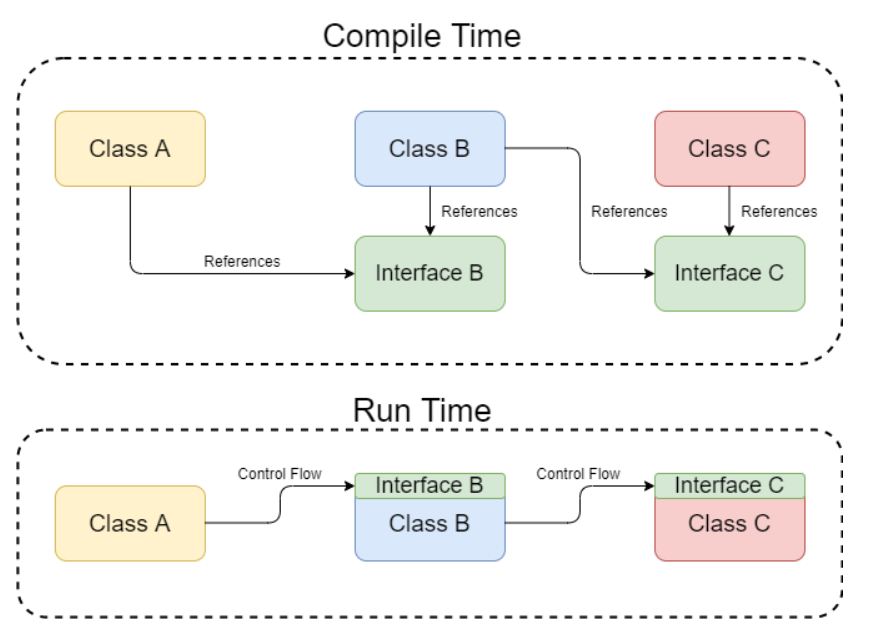 Compile Time
Class A
Class B
Class C
References
References
References
References
Interface B
Interface C
Run Time
Control Flow
Control Flow
Interface B
Interface C
Class A
Class B
Class C